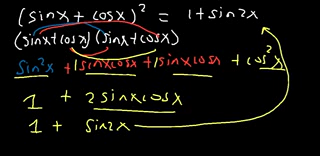 (sinx + cosx)² = 1+sin2x
(sinx+cosx)(sinx+cosx)
sin²x + 1sinxcosx + 1sinxcosx + cos²x
1 + 2sinxcosx
1 + sin2x